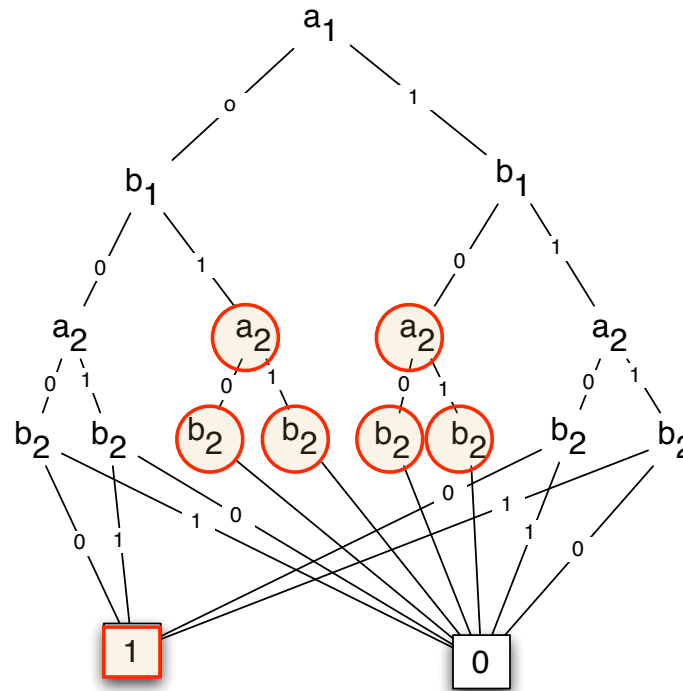 a1
o 1
b1 b1
0 1 0 1
a2 a2 a2 a2
0 1 0 1 0 1 0 1
b2 b2 b2 b2 b2 b2 b2 b2
0 1 1 0 0 1 1 0
1 0